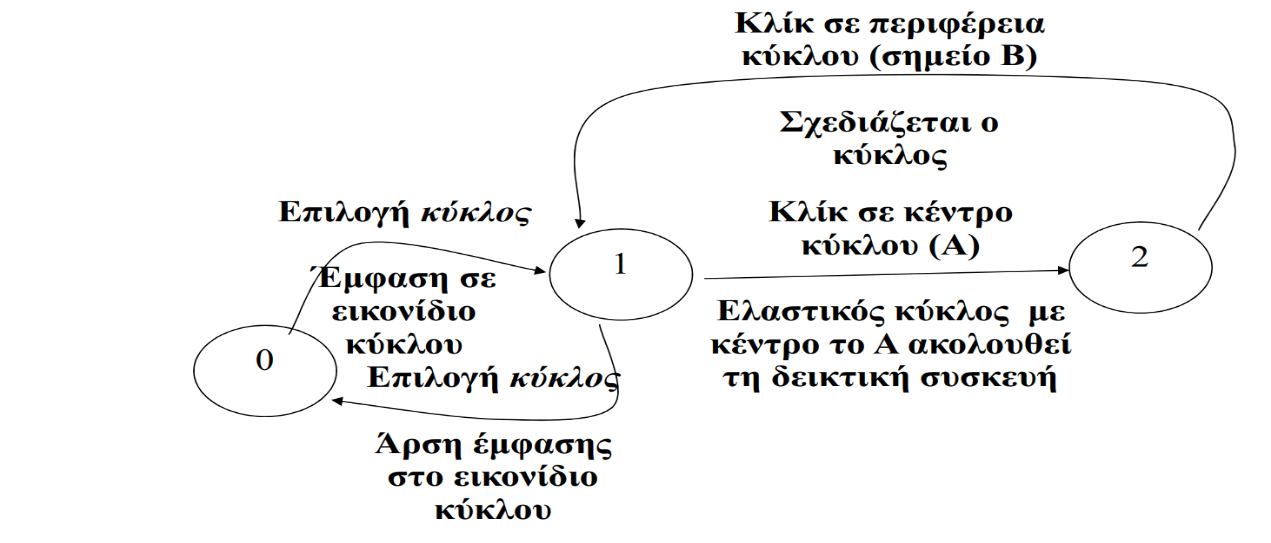 Κλίκ σε περιφέρεια
κύκλου (σημείο Β)
Σχεδιάζεται ο
κύκλος
Επιλογή κύκλος
Κλίκ σε κέντρο
κύκλου (Α)
1
2
Έμφαση σε
εικονίδιο
κύκλου
Ελαστικός κύκλος με
κέντρο το Α ακολουθεί
τη δεικτική συσκευή
0
Επιλογή κύκλος
Άρση έμφασης
στο εικονίδιο
κύκλου